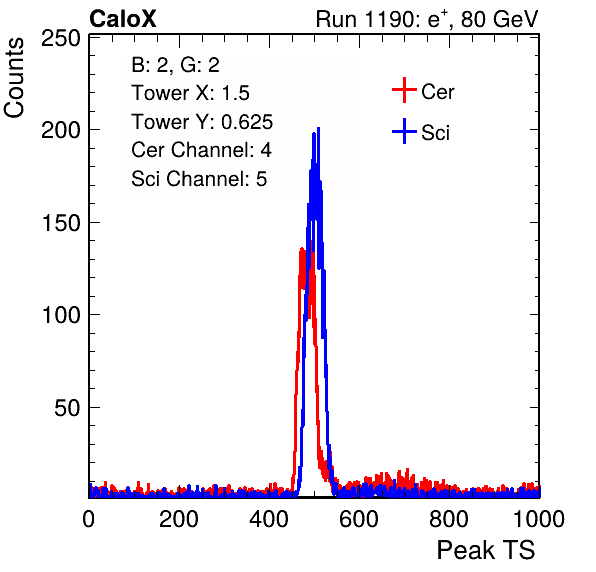 CaloX Run 1190: e⁺, 80 GeV
Counts
250
200
150
100
50
B: 2, G: 2
Tower X: 1.5
Tower Y: 0.625
Cer Channel: 4
Sci Channel: 5
Cer
Sci
0 200 400 600 800 1000
Peak TS